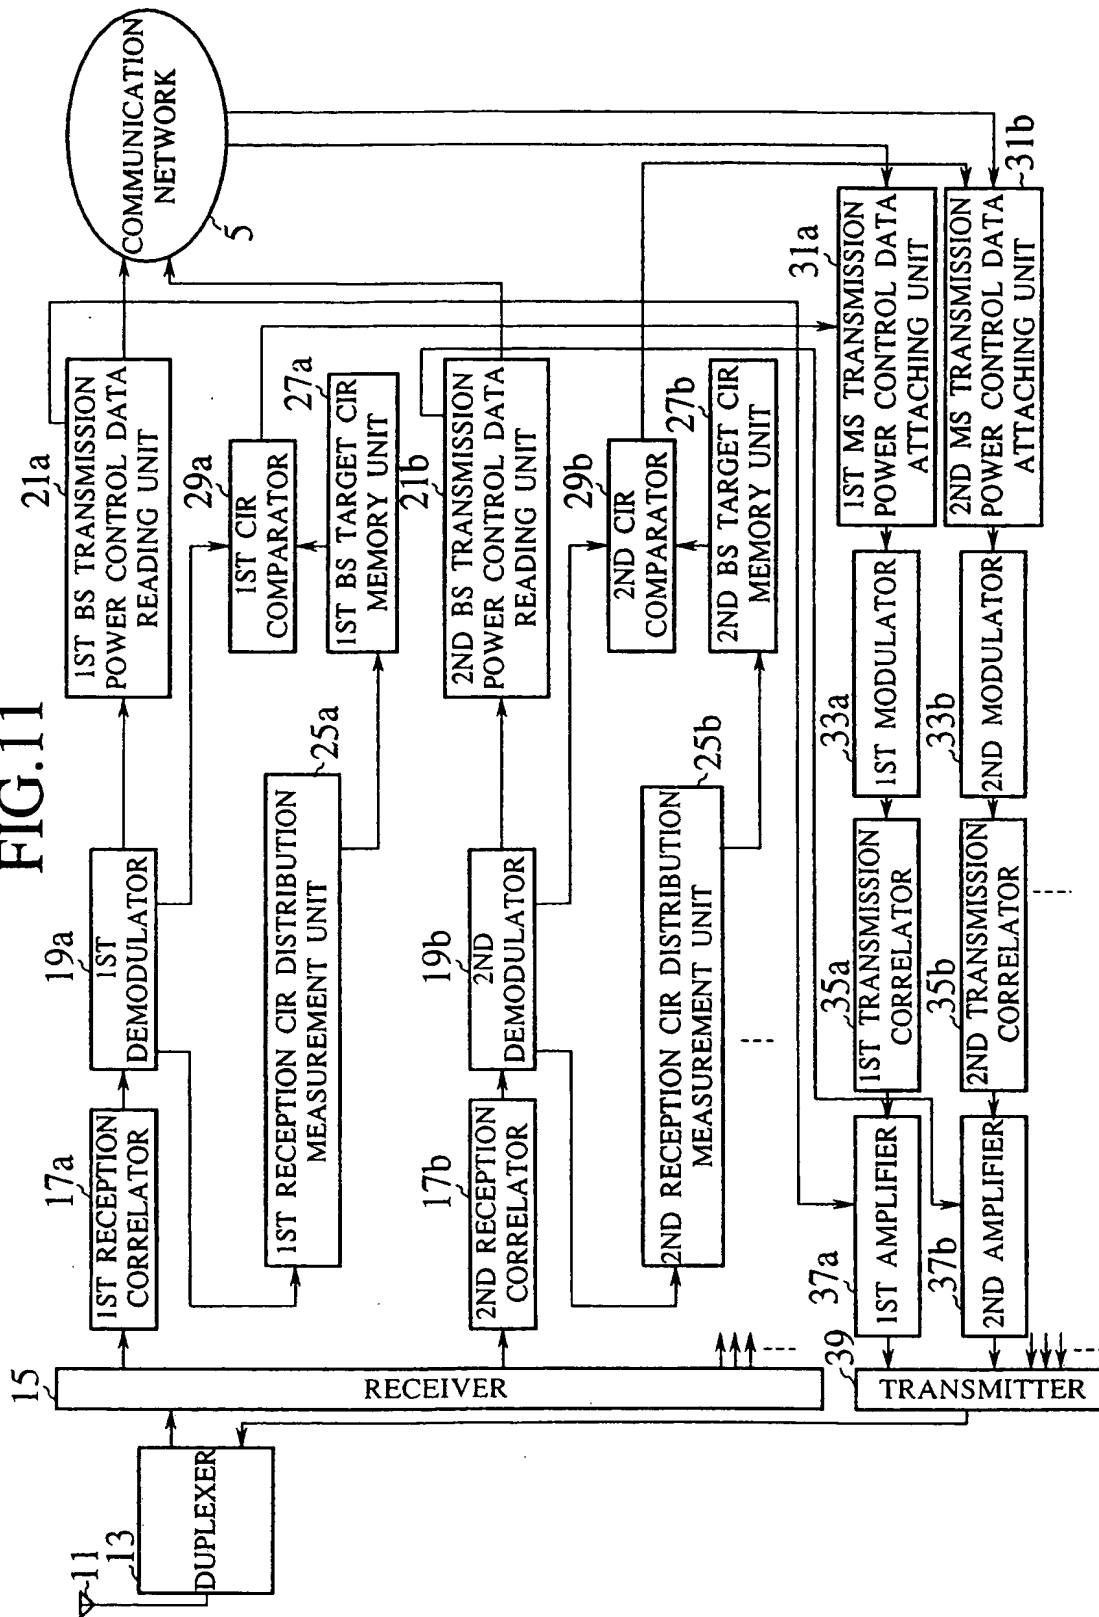 FIG.11
11
13
DUPLEXER
15
RECEIVER
17a
1ST RECEPTION
CORRELATOR
19a
1ST
DEMODULATOR
21a
1ST BS TRANSMISSION
POWER CONTROL DATA
READING UNIT
COMMUNICATION
NETWORK
5
25a
1ST RECEPTION CIR DISTRIBUTION
MEASUREMENT UNIT
29a
1ST CIR
COMPARATOR
27a
1ST BS TARGET CIR
MEMORY UNIT
17b
2ND RECEPTION
CORRELATOR
19b
2ND
DEMODULATOR
21b
2ND BS TRANSMISSION
POWER CONTROL DATA
READING UNIT
25b
2ND RECEPTION CIR DISTRIBUTION
MEASUREMENT UNIT
29b
2ND CIR
COMPARATOR
27b
2ND BS TARGET CIR
MEMORY UNIT
39
TRANSMITTER
37a
1ST AMPLIFIER
35a
1ST TRANSMISSION
CORRELATOR
33a
1ST MODULATOR
31a
1ST MS TRANSMISSION
POWER CONTROL DATA
ATTACHING UNIT
37b
2ND AMPLIFIER
35b
2ND TRANSMISSION
CORRELATOR
33b
2ND MODULATOR
31b
2ND MS TRANSMISSION
POWER CONTROL DATA
ATTACHING UNIT